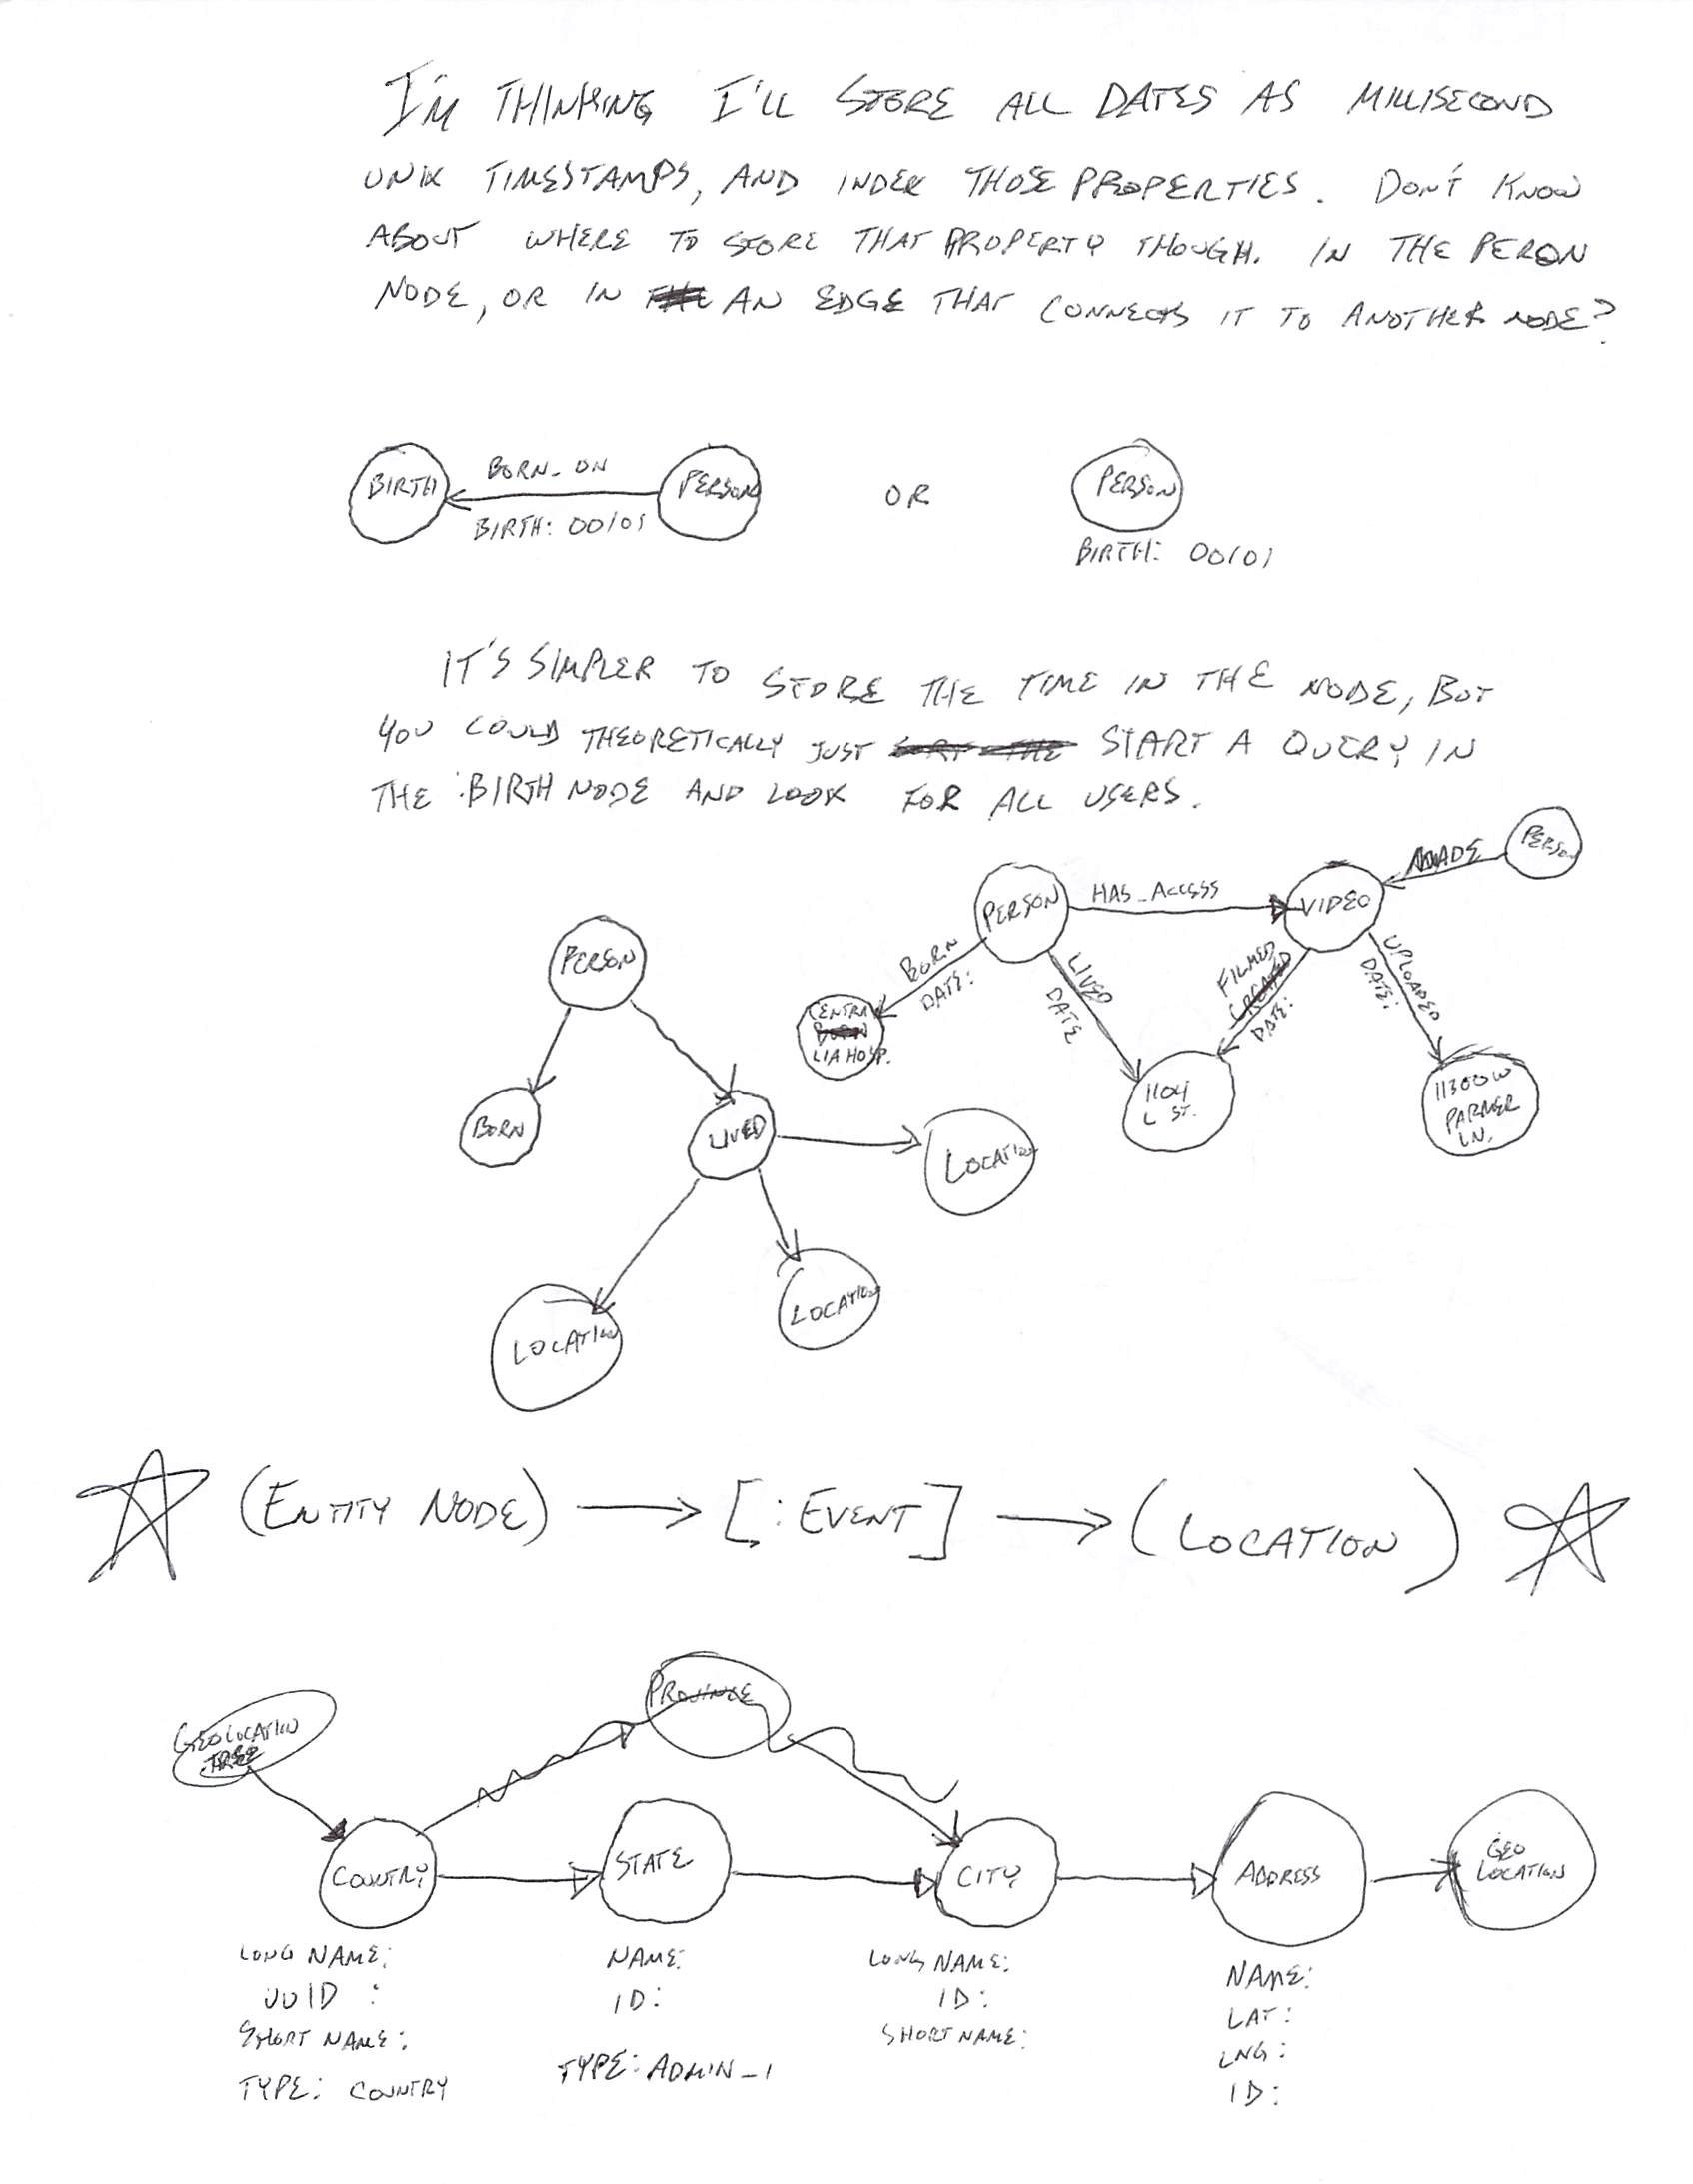 I'M THINKING I'LL STORE ALL DATES AS MILLISECOND
UNIX TIMESTAMPS, AND INDEX THOSE PROPERTIES. DON'T KNOW
ABOUT WHERE TO STORE THAT PROPERTY THOUGH. IN THE PERON
NODE, OR IN AN EDGE THAT CONNECTS IT TO ANOTHER NODE?
BIRTH
BORN_ON
BIRTH: 00101
PERSON
OR
PERSON
BIRTH: 00101
IT'S SIMPLER TO STORE THE TIME IN THE NODE, BUT
YOU COULD THEORETICALLY JUST START A QUERY IN
THE :BIRTH NODE AND LOOK FOR ALL USERS.
PERSON
BORN
LIVED
LOCATION
LOCATION
LOCATION
PERSON
HAS_ACCESS
VIDEO
MADE
PERSON
BORN
DATE:
CENTRA
LIA HOSP.
LIVED
DATE
1104
L ST.
FILMED
CREATED
DATE:
UPLOADED
DATE:
11300 W
PARMER
LN.
(ENTITY NODE) → [:EVENT] → (LOCATION)
GEOLOCATION
TREE
PROVINCE
COUNTRY
STATE
CITY
ADDRESS
GEO
LOCATION
LONG NAME:
UUID :
SHORT NAME:
TYPE: COUNTRY
NAME:
ID:
TYPE: ADMIN_1
LONG NAME:
ID:
SHORT NAME:
NAME:
LAT:
LNG:
ID: